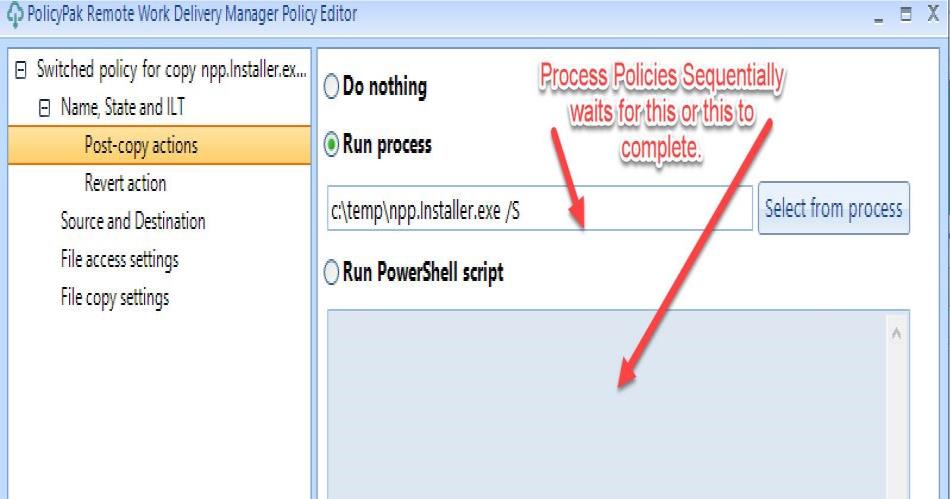 PolicyPak Remote Work Delivery Manager Policy Editor
Switched policy for copy npp.Installer.ex...
Name, State and ILT
Post-copy actions
Revert action
Source and Destination
File access settings
File copy settings
Do nothing
Process Policies Sequentially
waits for this or this to
complete.
Run process
c:\temp\npp.Installer.exe /S
Select from process
Run PowerShell script